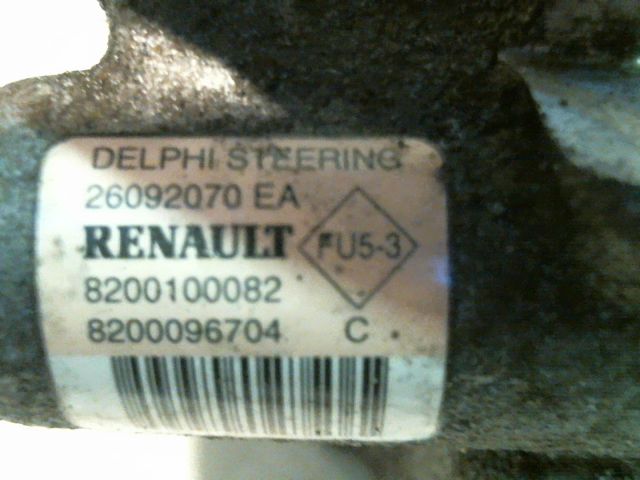 DELPHI STEERING
26092070 EA
RENAULT FU5-3
8200100082
8200096704 C